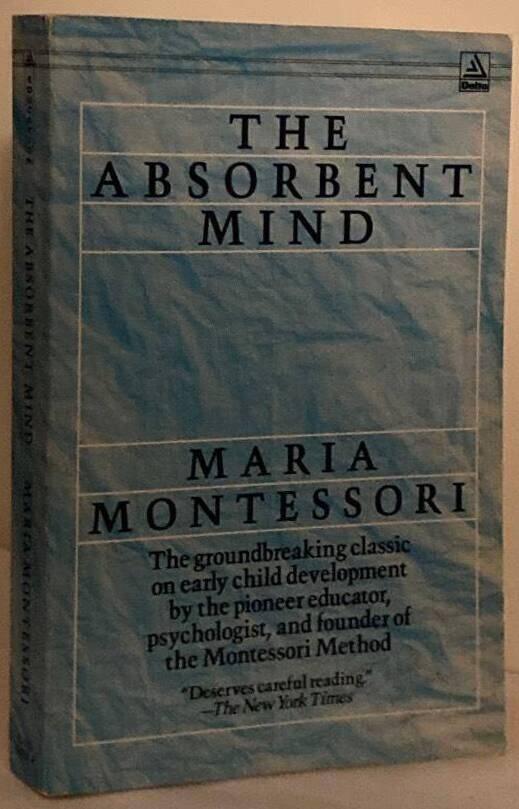 Delta
THE
ABSORBENT
MIND
MARIA
MONTESSORI
The groundbreaking classic
on early child development
by the pioneer educator,
psychologist, and founder of
the Montessori Method
"Deserves careful reading."
—The New York Times
THE ABSORBENT MIND MARIA MONTESSORI